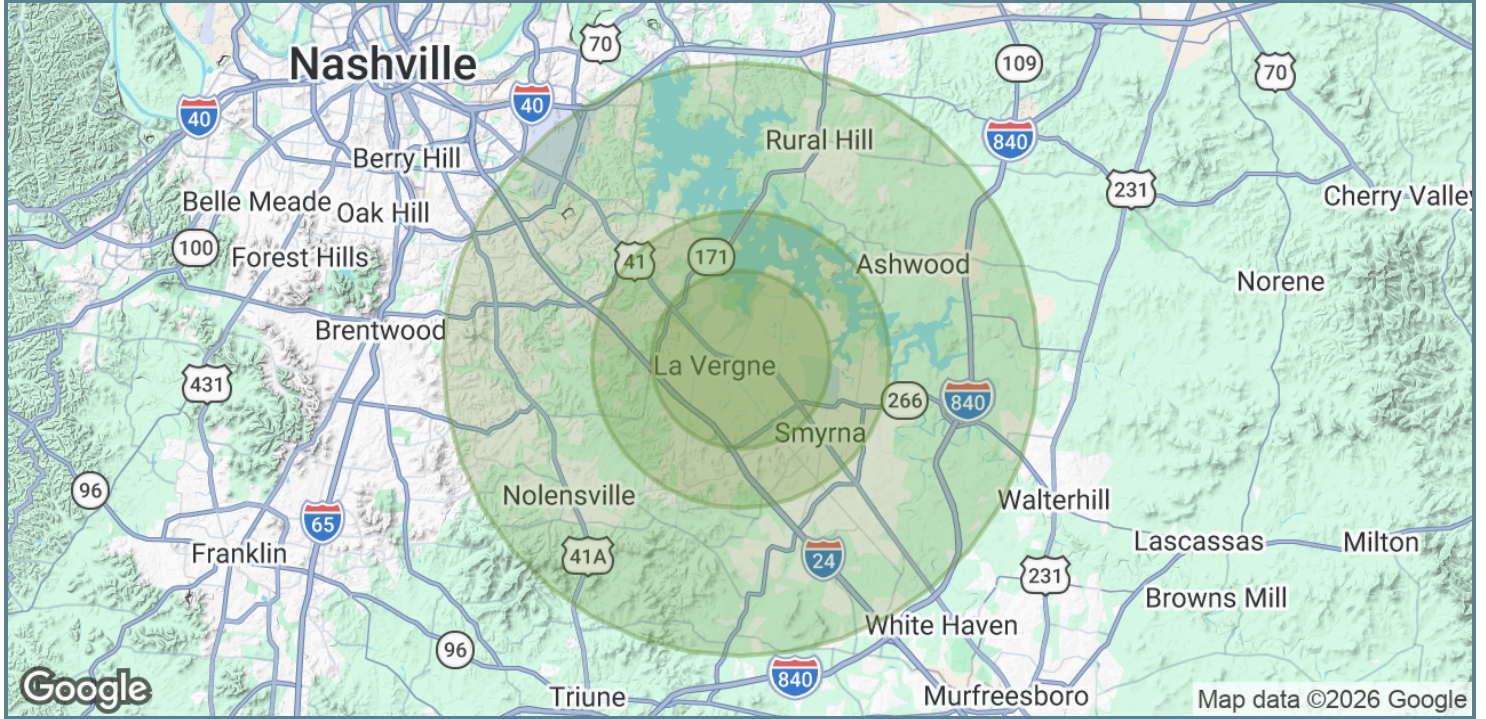 70
Nashville
109
70
40
40
840
Rural Hill
Berry Hill
231
Cherry Valley
Belle Meade
Oak Hill
100
Forest Hills
41
171
Ashwood
Norene
Brentwood
La Vergne
431
266
840
Smyrna
96
Nolensville
Walterhill
65
Franklin
41A
24
Lascassas
Milton
231
Browns Mill
White Haven
96
840
Google
Triune
Murfreesboro
Map data ©2026 Google